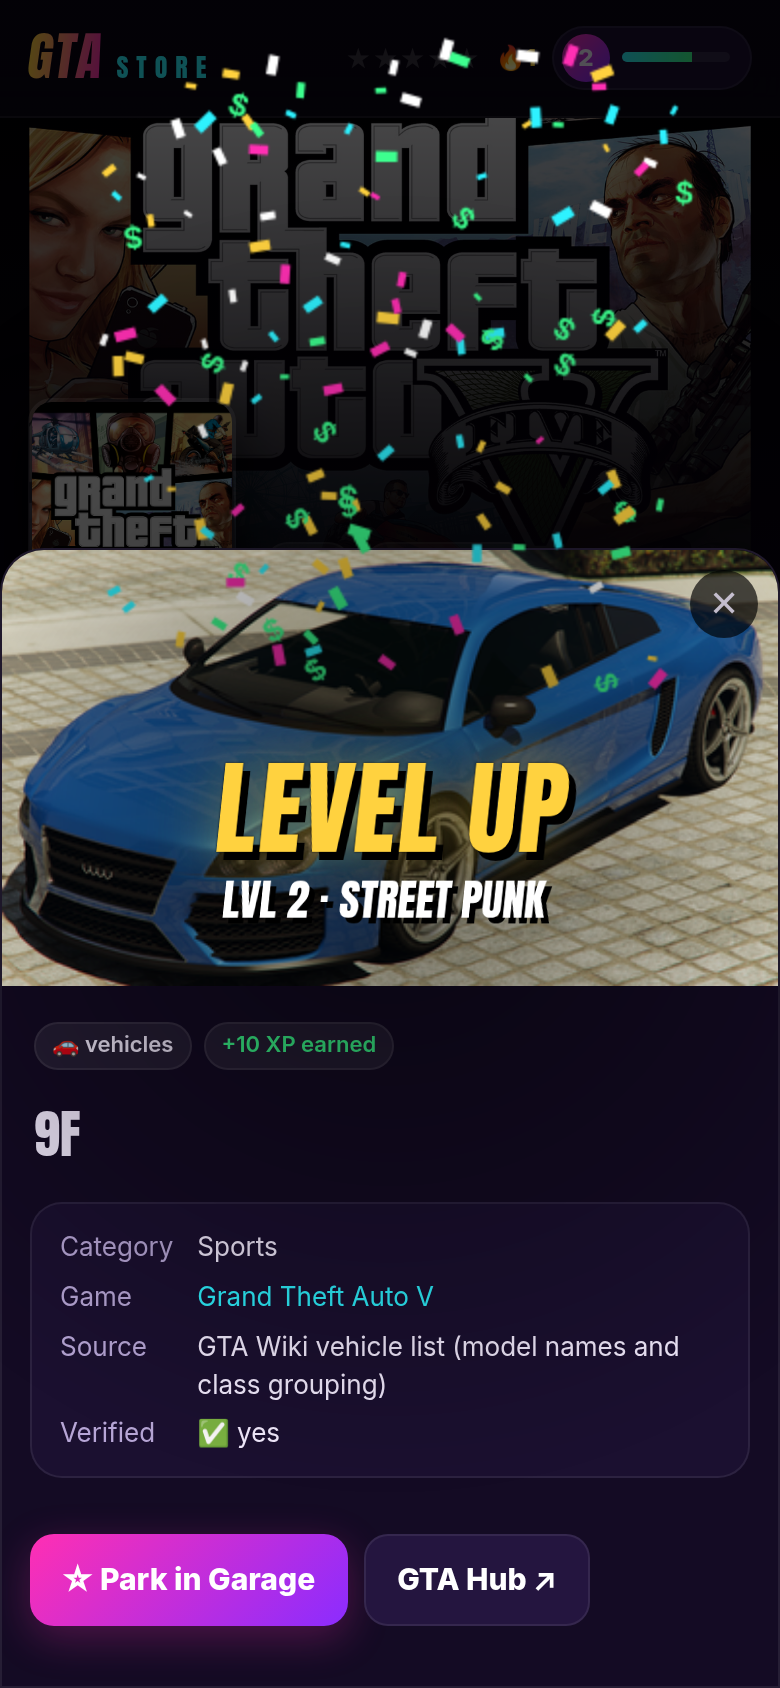 GTA STORE
★★★★★ 🔥 2
grand
theft
auto
V
FIVE
™
grand
theft
LEVEL UP
LVL 2 · STREET PUNK
🚗 vehicles
+10 XP earned
9F
Category Sports
Game Grand Theft Auto V
Source GTA Wiki vehicle list (model names and
class grouping)
Verified ✅ yes
☆ Park in Garage
GTA Hub ↗